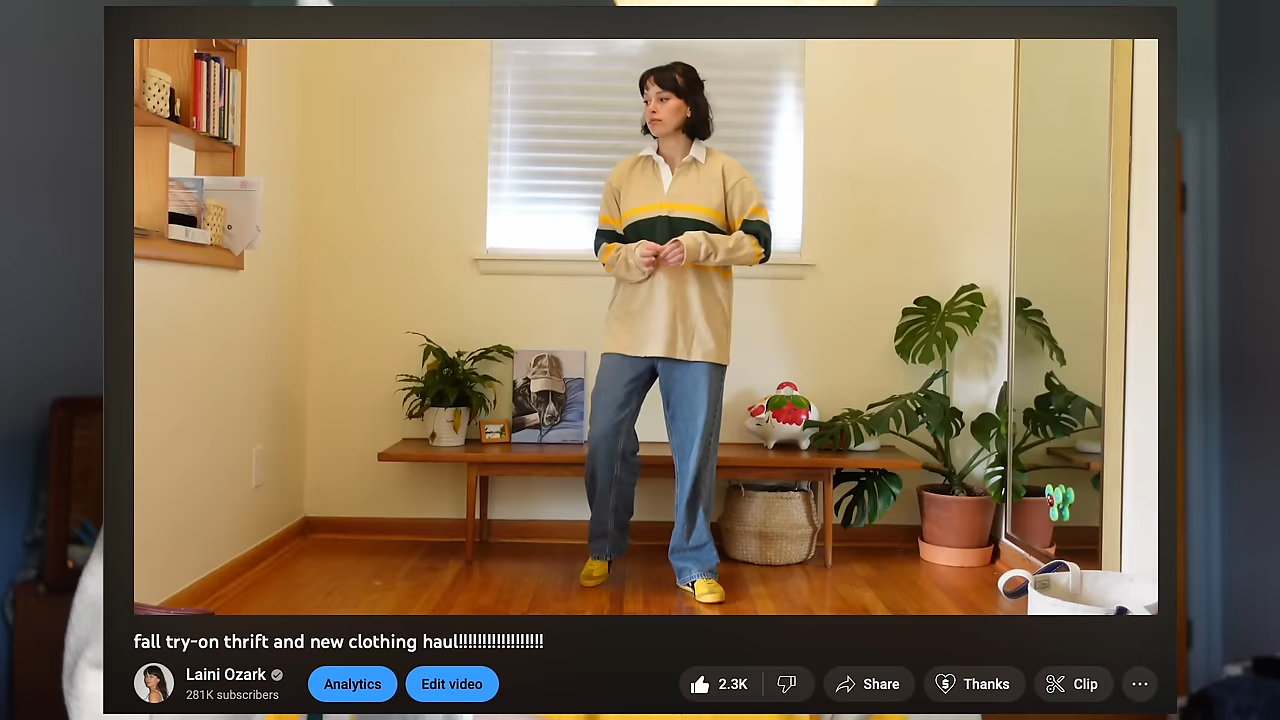 fall try-on thrift and new clothing haul!!!!!!!!!!!!!!!!!!
Laini Ozark
281K subscribers
Analytics
Edit video
2.3K
Share
Thanks
Clip